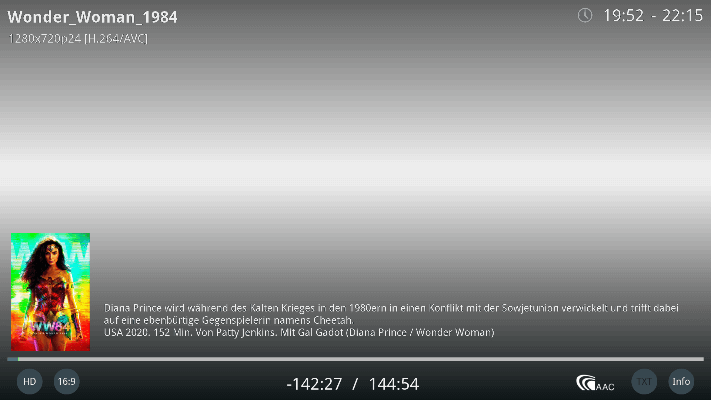 Wonder_Woman_1984
19:52 - 22:15
1280x720p24 [H.264/AVC]
WW84
Diana Prince wird während des Kalten Krieges in den 1980ern in einen Konflikt mit der Sowjetunion verwickelt und trifft dabei
auf eine ebenbürtige Gegenspielerin namens Cheetah.
USA 2020. 152 Min. Von Patty Jenkins. Mit Gal Gadot (Diana Prince / Wonder Woman)
HD 16:9 -142:27 / 144:54 AAC TXT Info